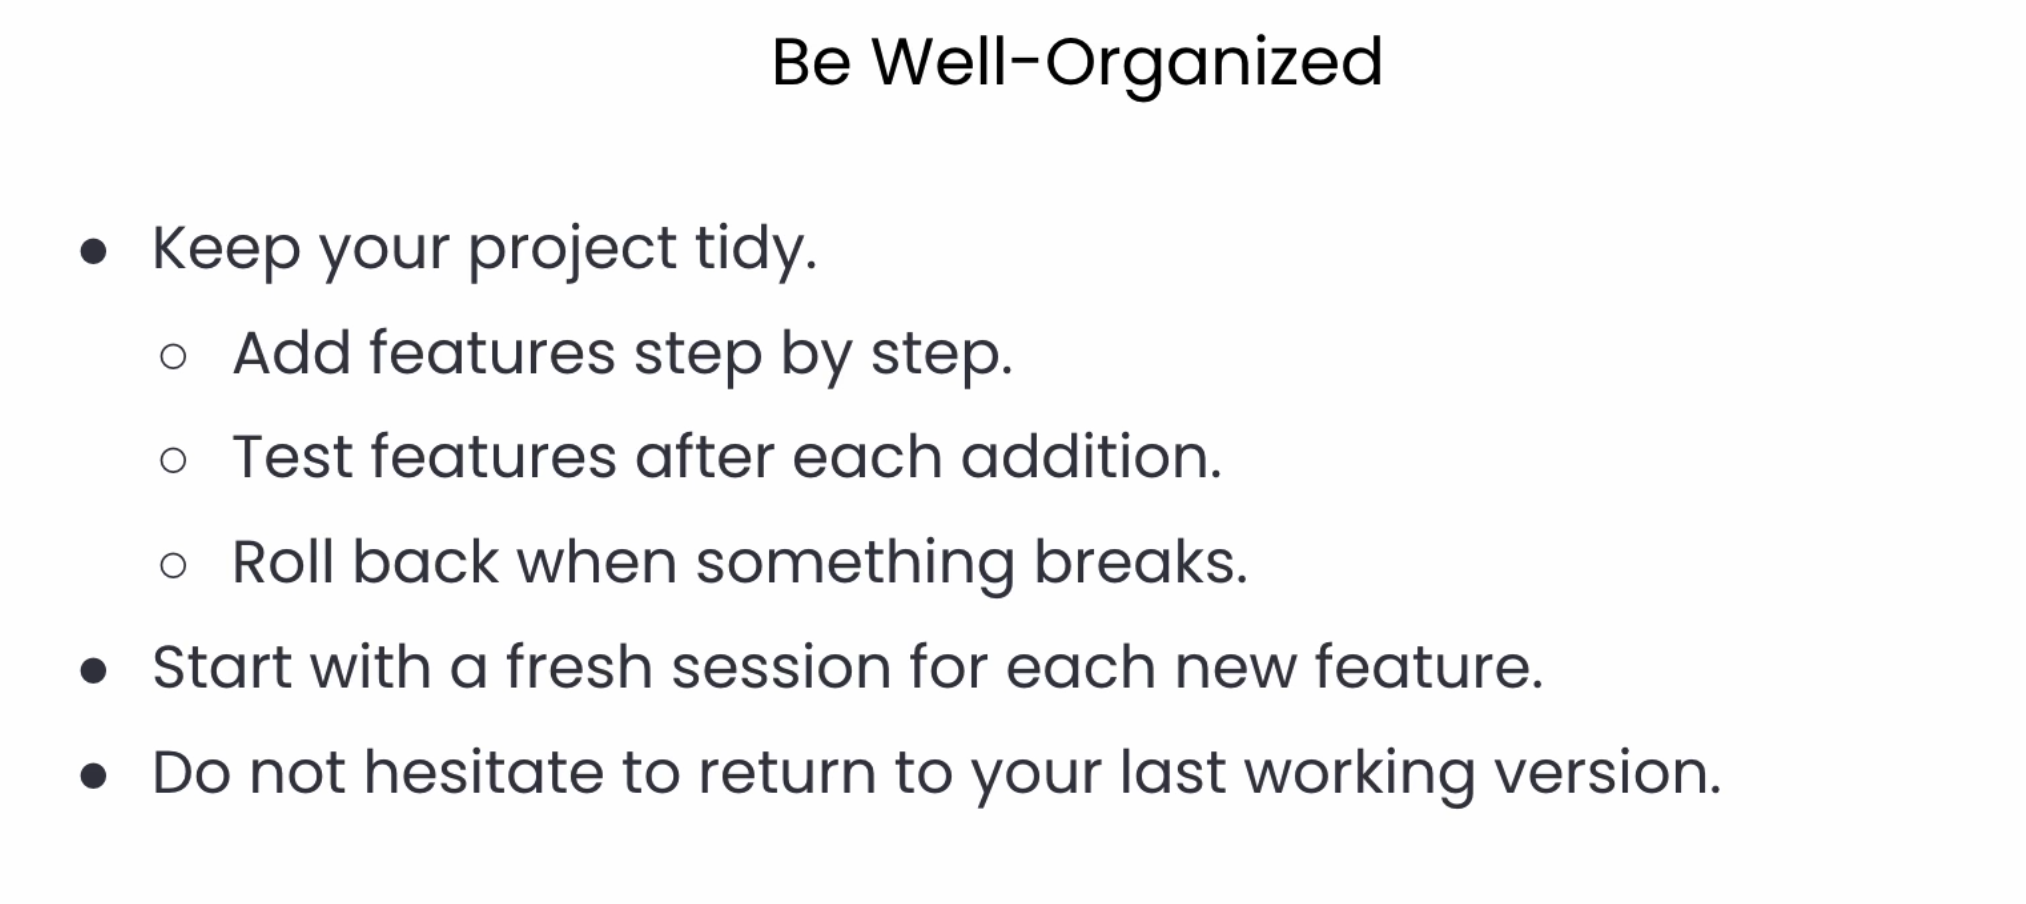 Be Well-Organized
● Keep your project tidy.
○ Add features step by step.
○ Test features after each addition.
○ Roll back when something breaks.
● Start with a fresh session for each new feature.
● Do not hesitate to return to your last working version.